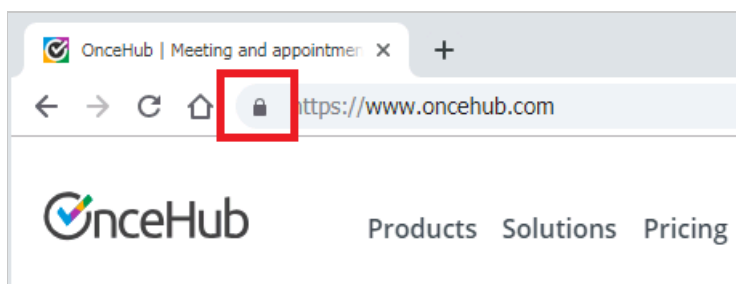 OnceHub | Meeting and appointmen
https://www.oncehub.com
OnceHub
Products Solutions Pricing